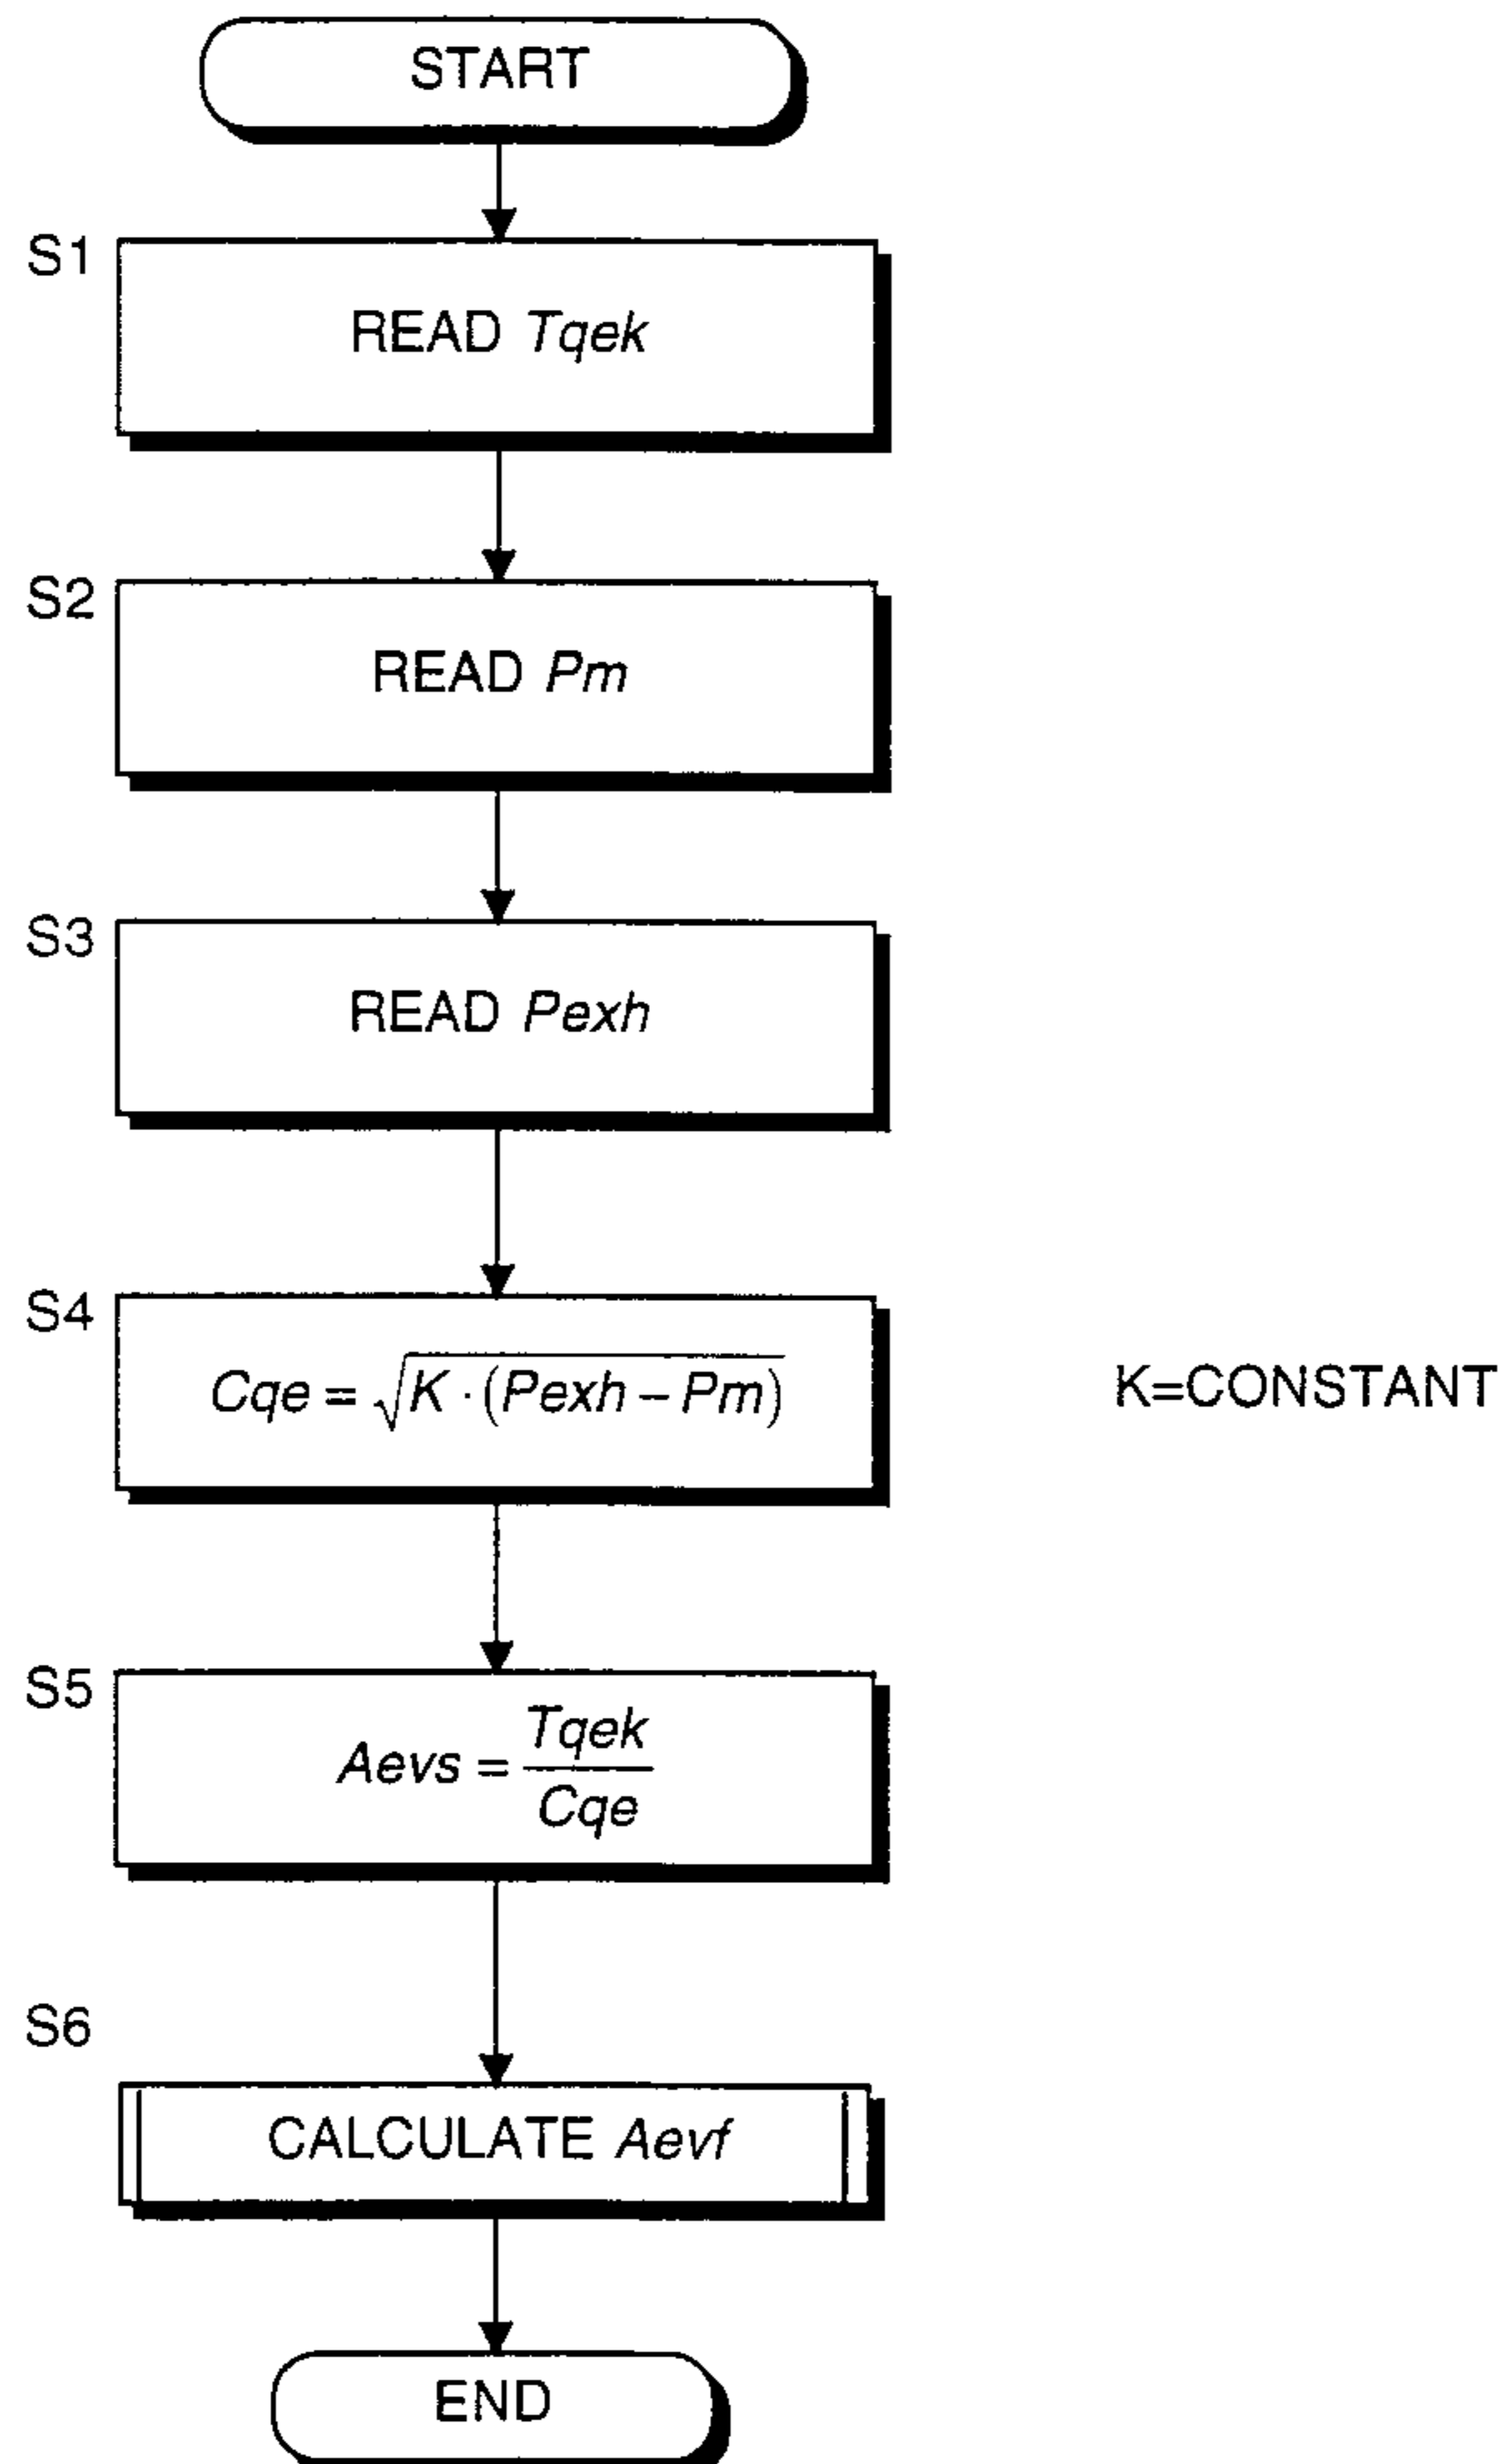 START
S1
READ Tqek
S2
READ Pm
S3
READ Pexh
S4
Cqe = √K · (Pexh – Pm)
K=CONSTANT
S5
Aevs = Tqek / Cqe
S6
CALCULATE Aevf
END